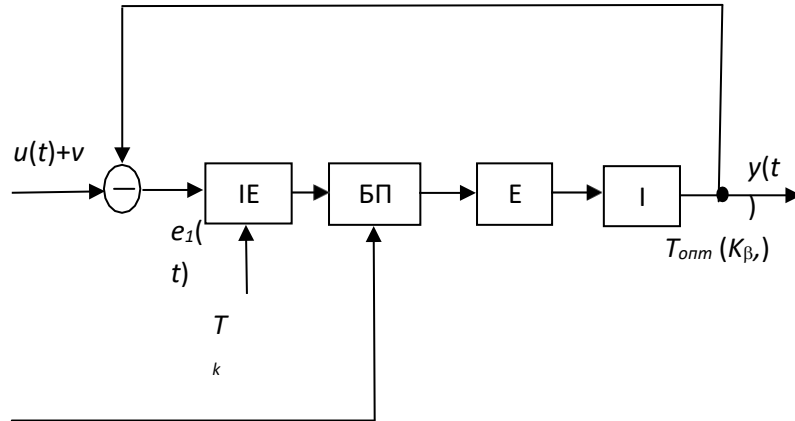 u(t)+v
y(t
)
—
IE
БП
E
I
e1(
t)
Tопт (Kβ,)
T
k